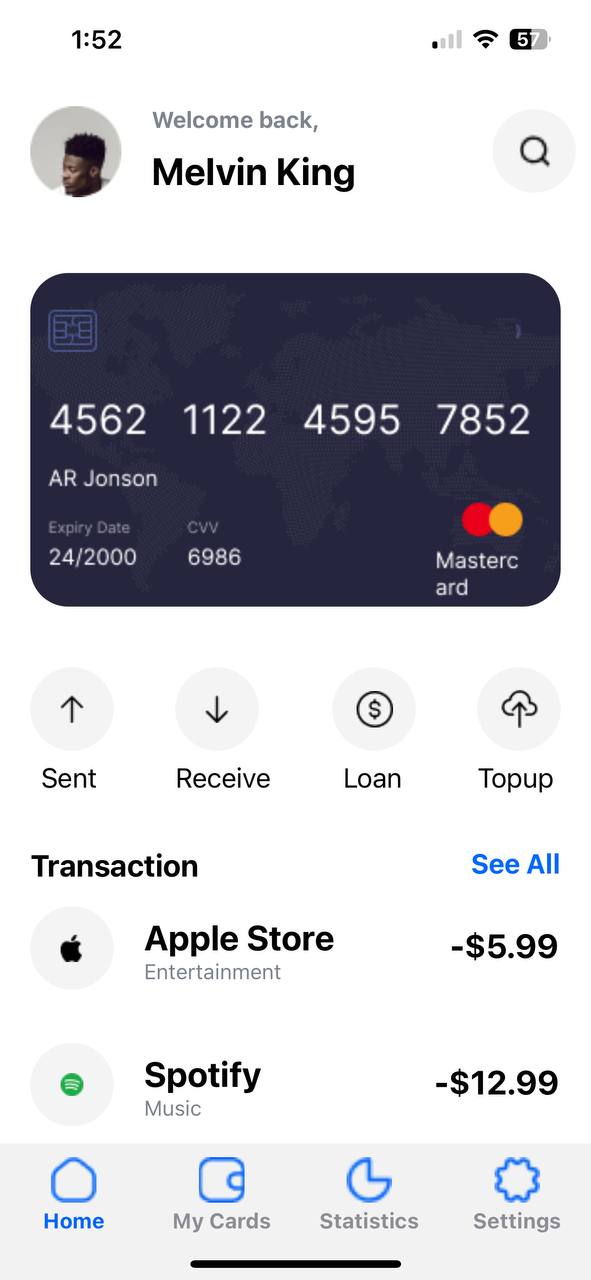 1:52
57
Welcome back,
Melvin King
4562 1122 4595 7852
AR Jonson
Expiry Date CVV
24/2000 6986
Masterc
ard
Sent Receive Loan Topup
Transaction See All
Apple Store -$5.99
Entertainment
Spotify -$12.99
Music
Home My Cards Statistics Settings